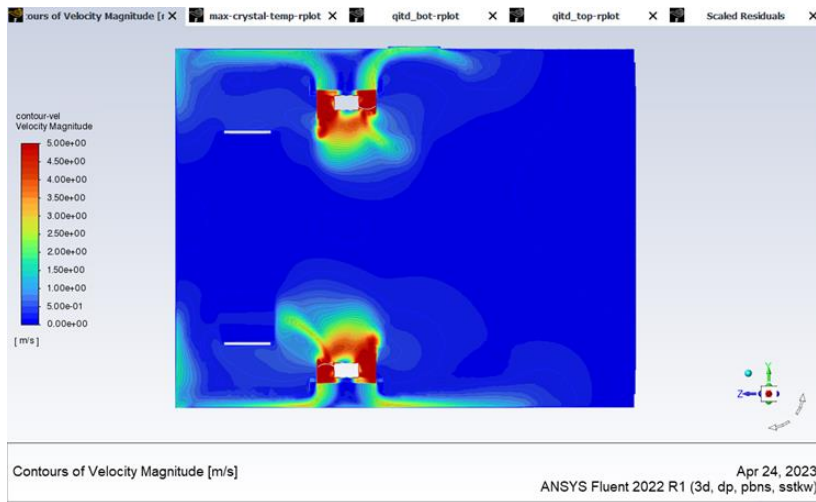 :ours of Velocity Magnitude [r
max-crystal-temp-rplot
qitd_bot-rplot
qitd_top-rplot
Scaled Residuals
contour-vel
Velocity Magnitude
5.00e+00
4.50e+00
4.00e+00
3.50e+00
3.00e+00
2.50e+00
2.00e+00
1.50e+00
1.00e+00
5.00e-01
0.00e+00
[ m/s ]
Y
Z
Contours of Velocity Magnitude [m/s]
Apr 24, 2023
ANSYS Fluent 2022 R1 (3d, dp, pbns, sstkw)